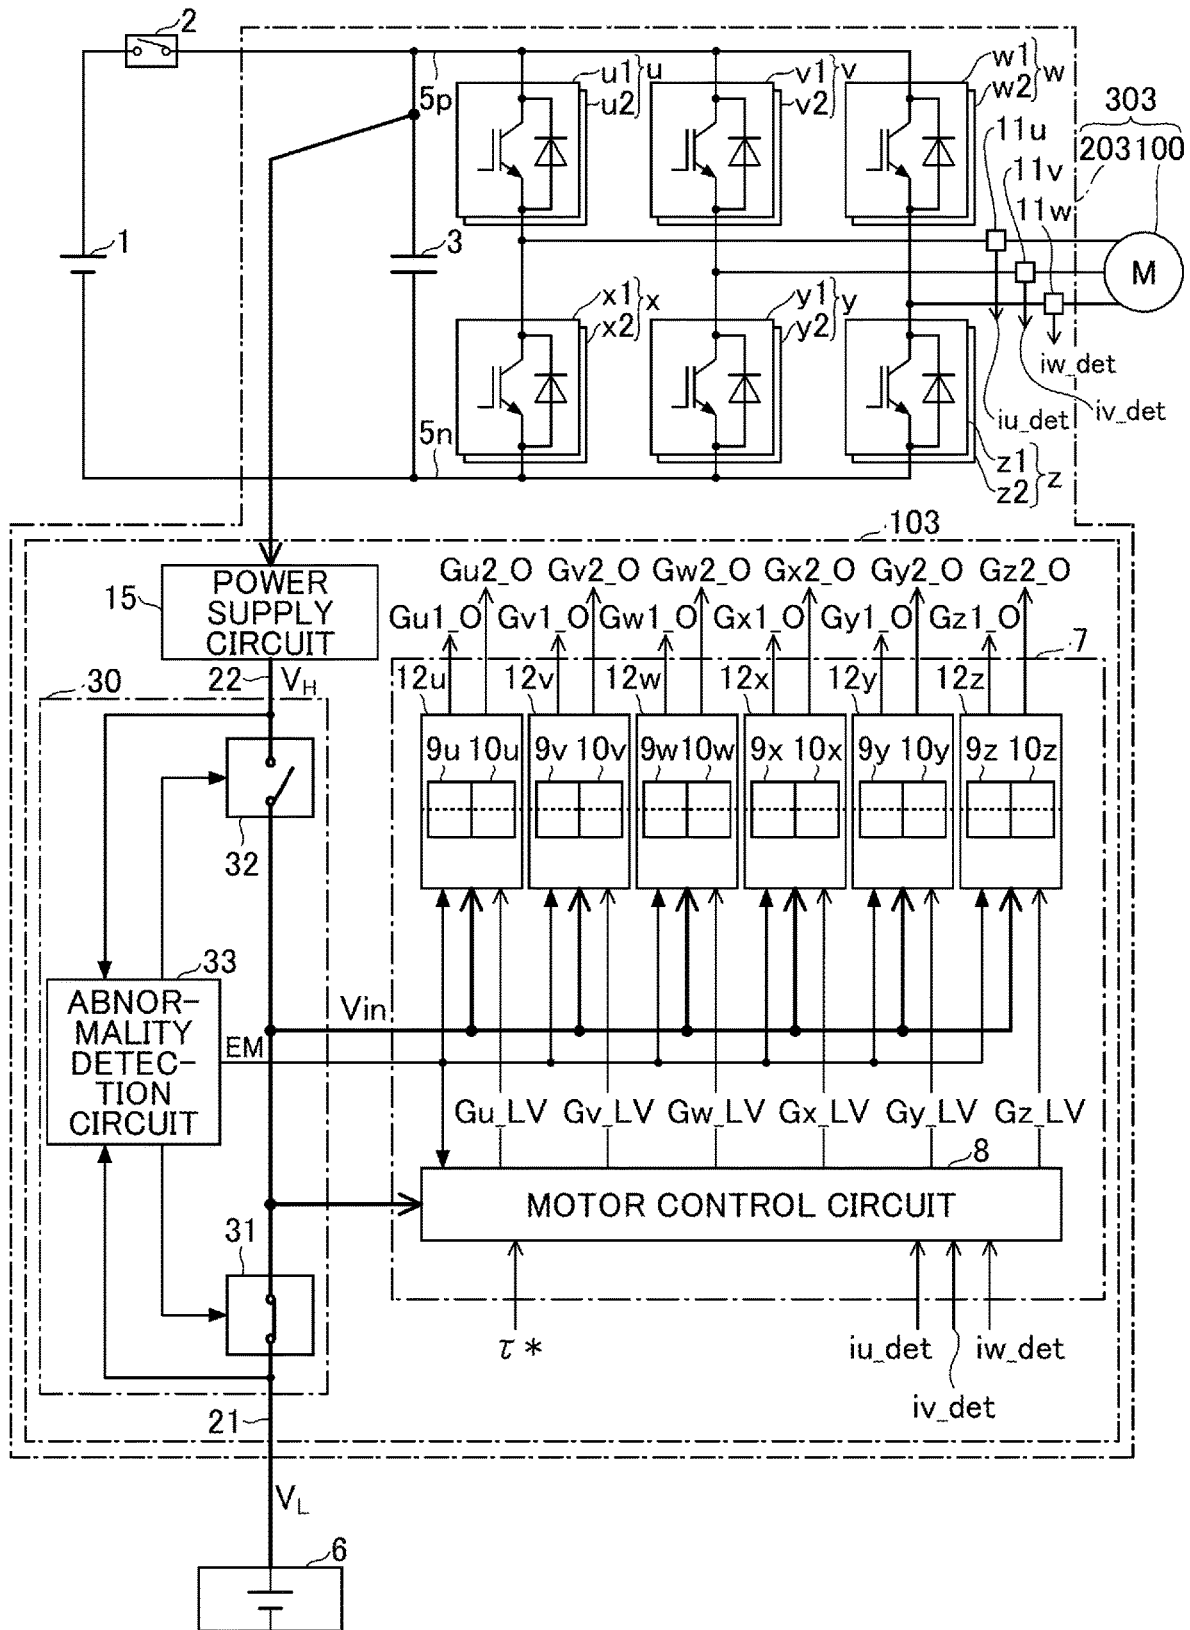 2
5p
u1
u2
u
v1
v2
v
w1
w2
w
303
203
100
11u
11v
11w
1
3
M
x1
x2
x
y1
y2
y
iw_det
iv_det
iu_det
5n
z1
z2
z
103
15
POWER
SUPPLY
CIRCUIT
Gu2_O Gv2_O Gw2_O Gx2_O Gy2_O Gz2_O
Gu1_O Gv1_O Gw1_O Gx1_O Gy1_O Gz1_O
7
30
22
VH
12u 12v 12w 12x 12y 12z
9u 10u 9v 10v 9w 10w 9x 10x 9y 10y 9z 10z
32
33
ABNOR-
MALITY
DETEC-
TION
CIRCUIT
Vin
EM
Gu_LV Gv_LV Gw_LV Gx_LV Gy_LV Gz_LV
8
MOTOR CONTROL CIRCUIT
31
τ*
iu_det
iw_det
iv_det
21
VL
6